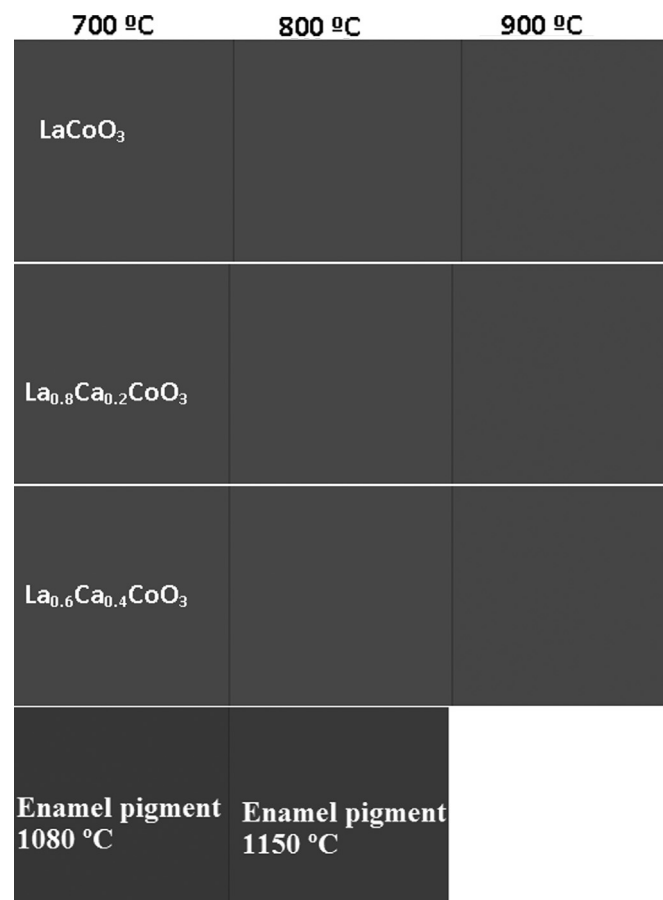 700 ºC 800 ºC 900 ºC
LaCoO₃
La₀.₈Ca₀.₂CoO₃
La₀.₆Ca₀.₄CoO₃
Enamel pigment
1080 ºC
Enamel pigment
1150 ºC